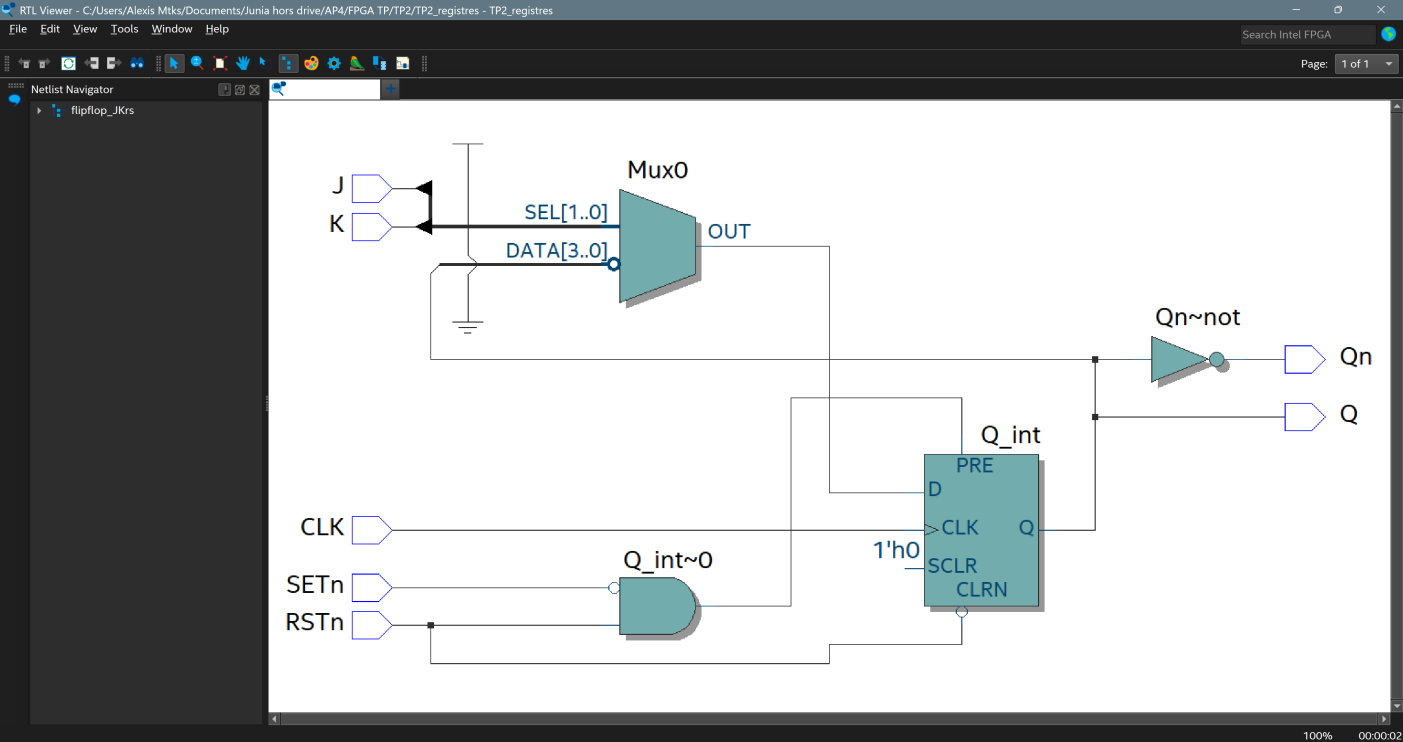 RTL Viewer - C:/Users/Alexis Mtks/Documents/Junia hors drive/AP4/FPGA TP/TP2/TP2_registres - TP2_registres
File Edit View Tools Window Help
Search Intel FPGA
Page: 1 of 1
Netlist Navigator
flipflop_JKrs
Mux0
J
K
SEL[1..0]
DATA[3..0]
OUT
Qn~not
Qn
Q
Q_int
PRE
D
CLK
CLK
Q
1'h0
SCLR
CLRN
Q_int~0
SETn
RSTn
100% 00:00:02